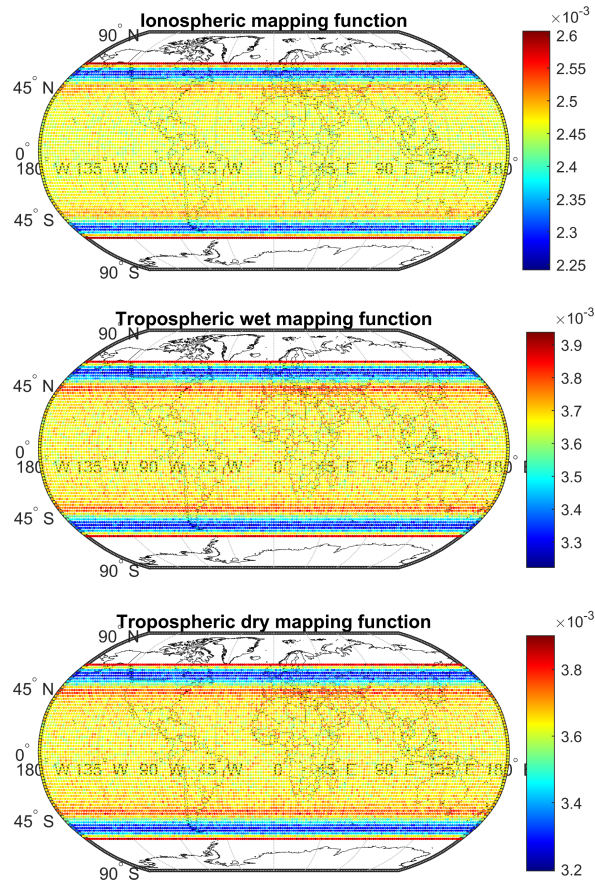 Ionospheric mapping function
×10⁻³
90° N
45° N
0°
180° W 135° W 90° W 45° W 0° 45° E 90° E 135° E 180° E
45° S
90° S
2.6
2.55
2.5
2.45
2.4
2.35
2.3
2.25
Tropospheric wet mapping function
×10⁻³
90° N
45° N
0°
180° W 135° W 90° W 45° W 0° 45° E 90° E 135° E 180° E
45° S
90° S
3.9
3.8
3.7
3.6
3.5
3.4
3.3
Tropospheric dry mapping function
×10⁻³
90° N
45° N
0°
180° W 135° W 90° W 45° W 0° 45° E 90° E 135° E 180° E
45° S
90° S
3.8
3.6
3.4
3.2